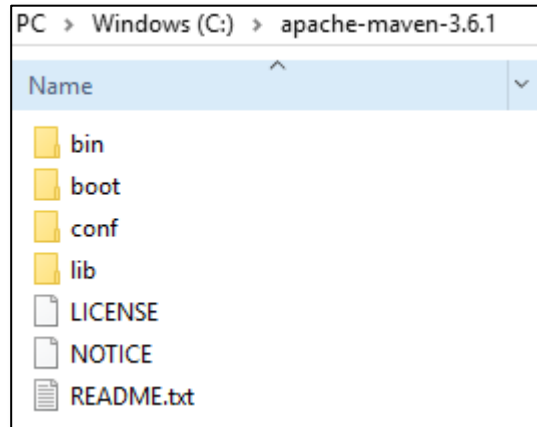 PC > Windows (C:) > apache-maven-3.6.1
Name
bin
boot
conf
lib
LICENSE
NOTICE
README.txt